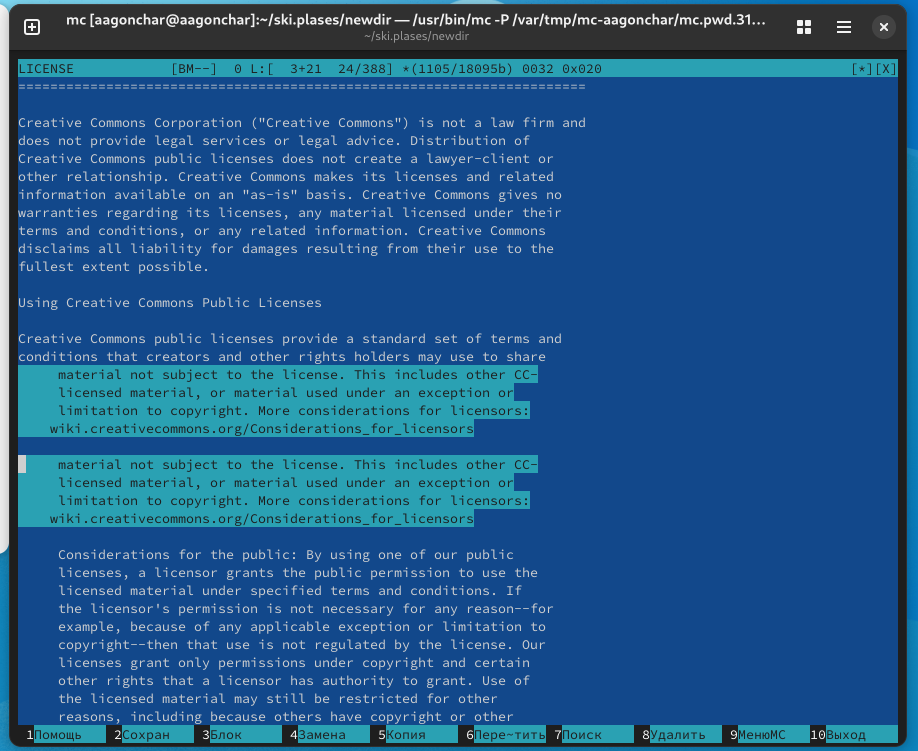 mc [aagonchar@aagonchar]:~/ski.plases/newdir — /usr/bin/mc -P /var/tmp/mc-aagonchar/mc.pwd.31…
~/ski.plases/newdir
LICENSE [BM--] 0 L:[ 3+21 24/388] *(1105/18095b) 0032 0x020 [*][X]
=======================================================================
Creative Commons Corporation ("Creative Commons") is not a law firm and
does not provide legal services or legal advice. Distribution of
Creative Commons public licenses does not create a lawyer-client or
other relationship. Creative Commons makes its licenses and related
information available on an "as-is" basis. Creative Commons gives no
warranties regarding its licenses, any material licensed under their
terms and conditions, or any related information. Creative Commons
disclaims all liability for damages resulting from their use to the
fullest extent possible.
Using Creative Commons Public Licenses
Creative Commons public licenses provide a standard set of terms and
conditions that creators and other rights holders may use to share
material not subject to the license. This includes other CC-
licensed material, or material used under an exception or
limitation to copyright. More considerations for licensors:
wiki.creativecommons.org/Considerations_for_licensors
material not subject to the license. This includes other CC-
licensed material, or material used under an exception or
limitation to copyright. More considerations for licensors:
wiki.creativecommons.org/Considerations_for_licensors
Considerations for the public: By using one of our public
licenses, a licensor grants the public permission to use the
licensed material under specified terms and conditions. If
the licensor's permission is not necessary for any reason--for
example, because of any applicable exception or limitation to
copyright--then that use is not regulated by the license. Our
licenses grant only permissions under copyright and certain
other rights that a licensor has authority to grant. Use of
the licensed material may still be restricted for other
reasons, including because others have copyright or other
1Помощь 2Сохран 3Блок 4Замена 5Копия 6Пере~тить 7Поиск 8Удалить 9МенюMC 10Выход